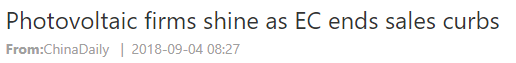 Photovoltaic firms shine as EC ends sales curbs
From:ChinaDaily | 2018-09-04 08:27